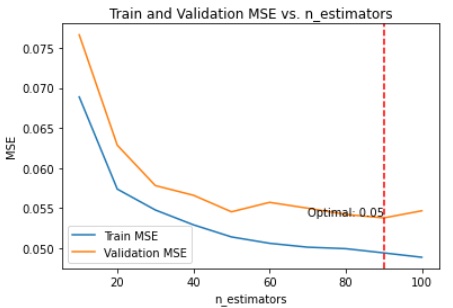 Train and Validation MSE vs. n_estimators
0.075
0.070
0.065
0.060
0.055
0.050
MSE
Optimal: 0.05
Train MSE
Validation MSE
20
40
60
80
100
n_estimators